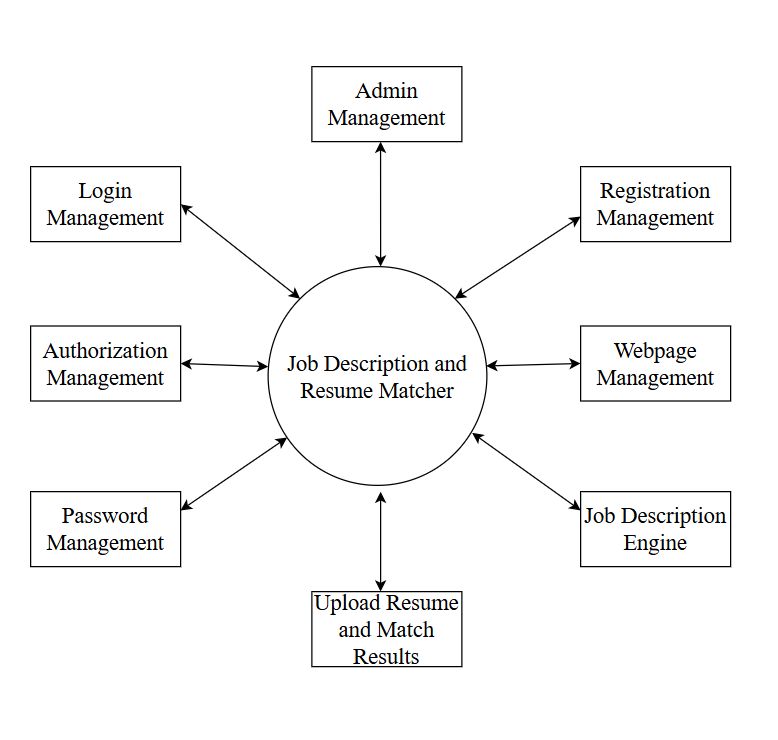 Admin
Management
Login
Management
Registration
Management
Authorization
Management
Job Description and
Resume Matcher
Webpage
Management
Password
Management
Job Description
Engine
Upload Resume
and Match
Results